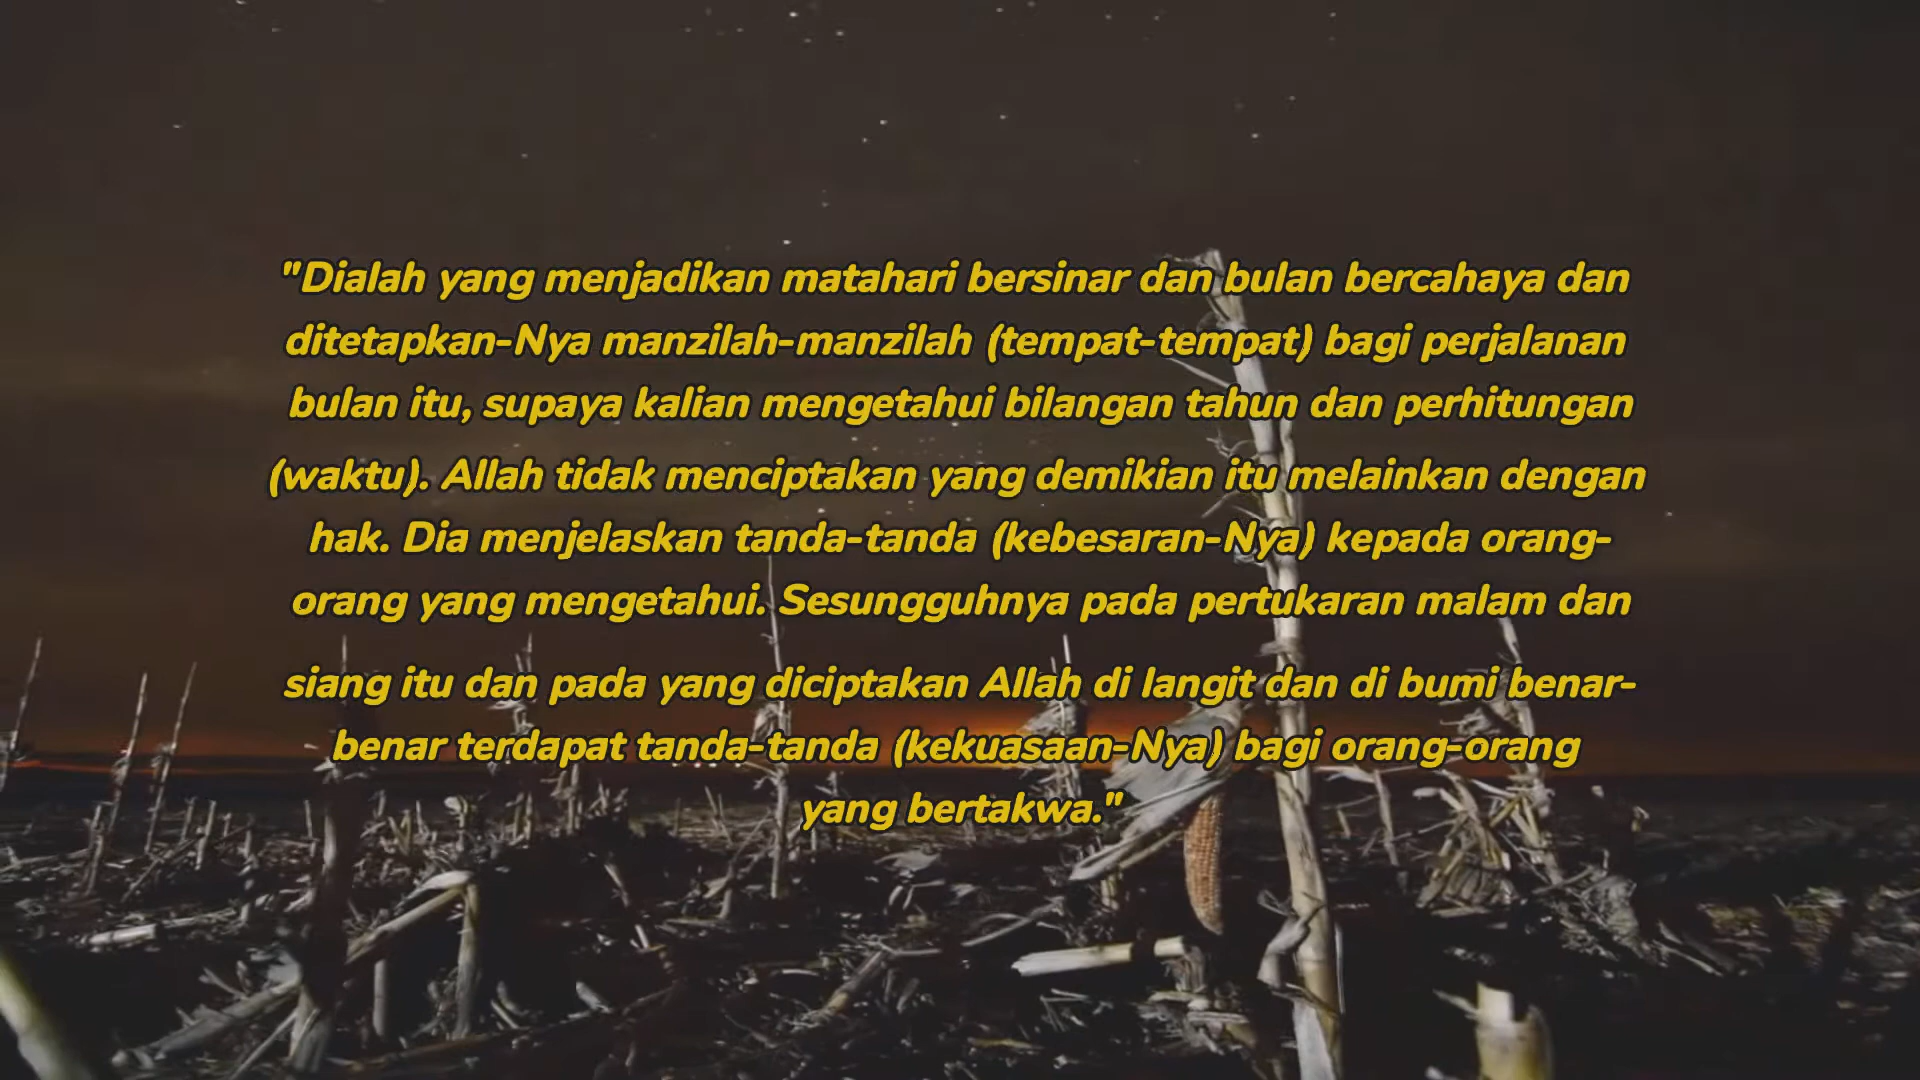 "Dialah yang menjadikan matahari bersinar dan bulan bercahaya dan
ditetapkan-Nya manzilah-manzilah (tempat-tempat) bagi perjalanan
bulan itu, supaya kalian mengetahui bilangan tahun dan perhitungan
(waktu). Allah tidak menciptakan yang demikian itu melainkan dengan
hak. Dia menjelaskan tanda-tanda (kebesaran-Nya) kepada orang-
orang yang mengetahui. Sesungguhnya pada pertukaran malam dan
siang itu dan pada yang diciptakan Allah di langit dan di bumi benar-
benar terdapat tanda-tanda (kekuasaan-Nya) bagi orang-orang
yang bertakwa."